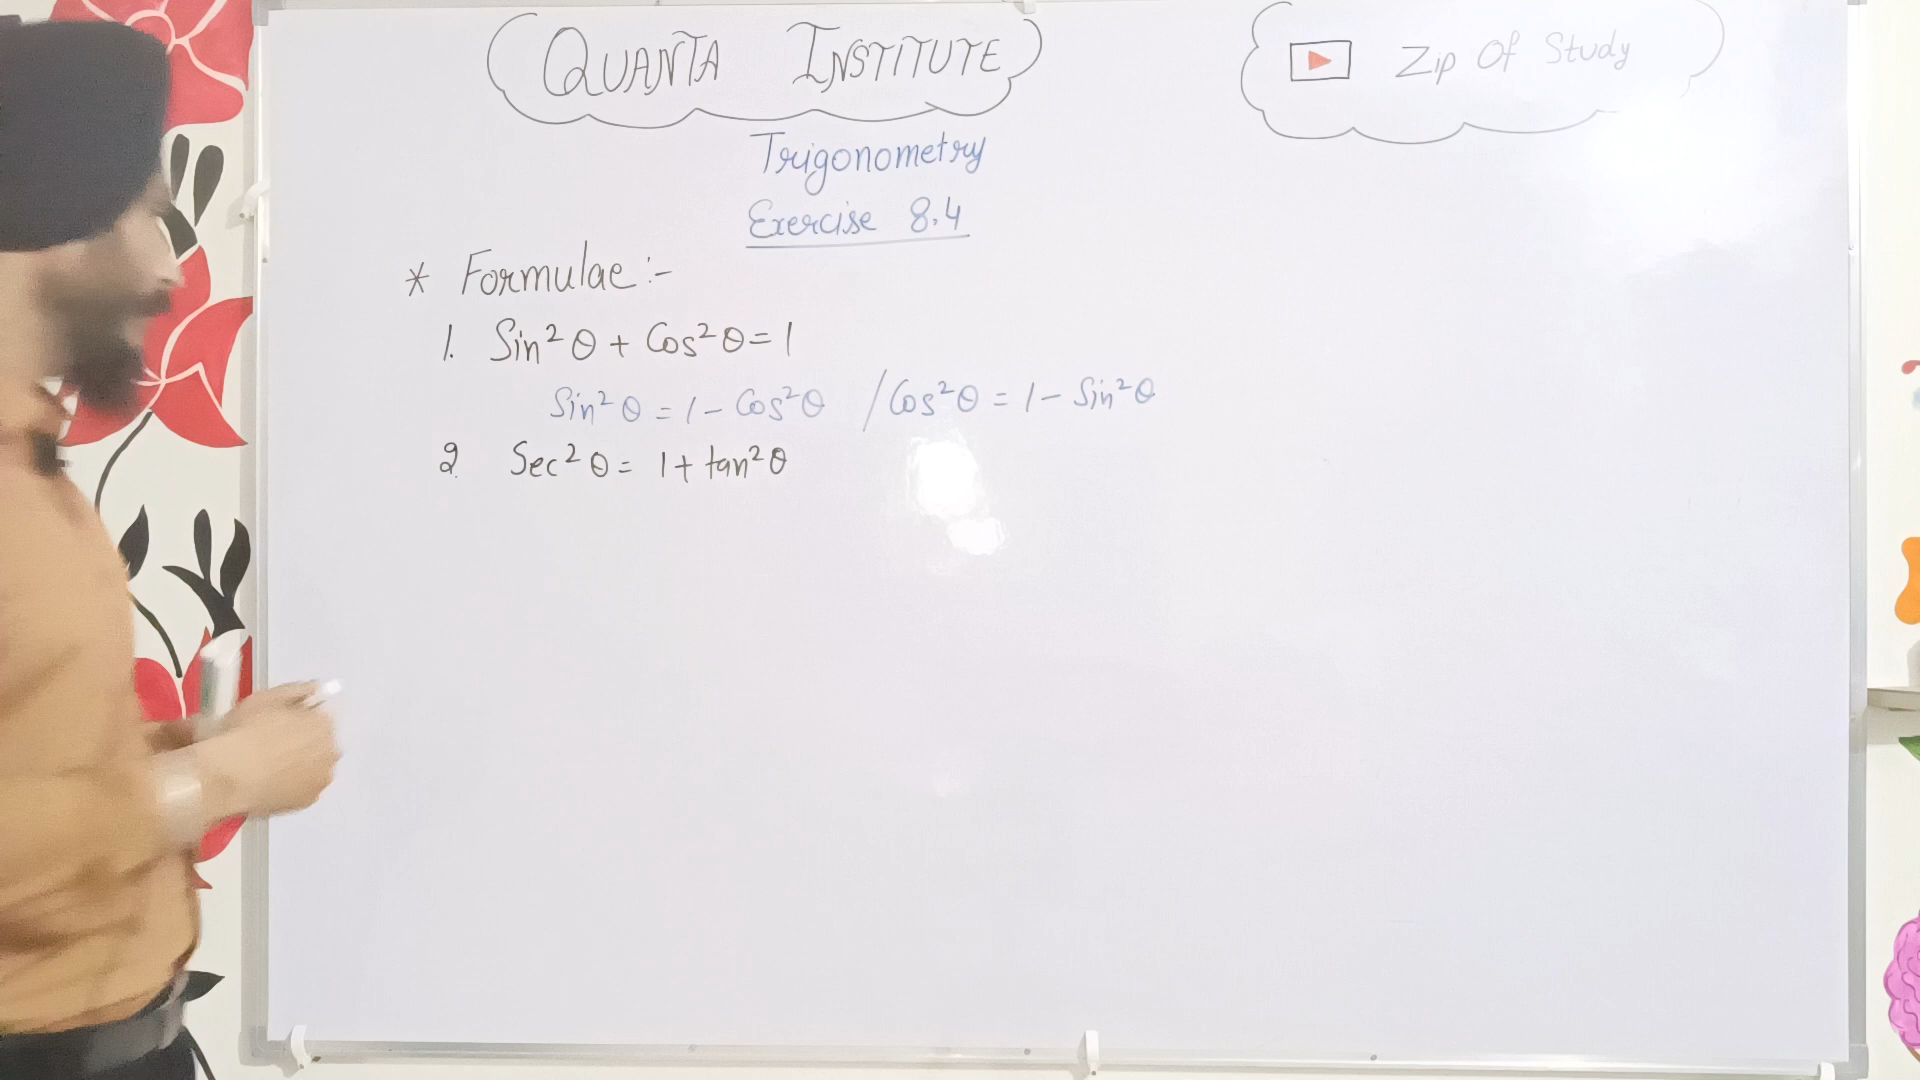 QUANTA INSTITUTE
Zip Of Study
Trigonometry
Exercise 8.4
* Formulae :-
1. Sin²θ + Cos²θ = 1
Sin²θ = 1 - Cos²θ / Cos²θ = 1 - Sin²θ
2. Sec²θ = 1 + tan²θ